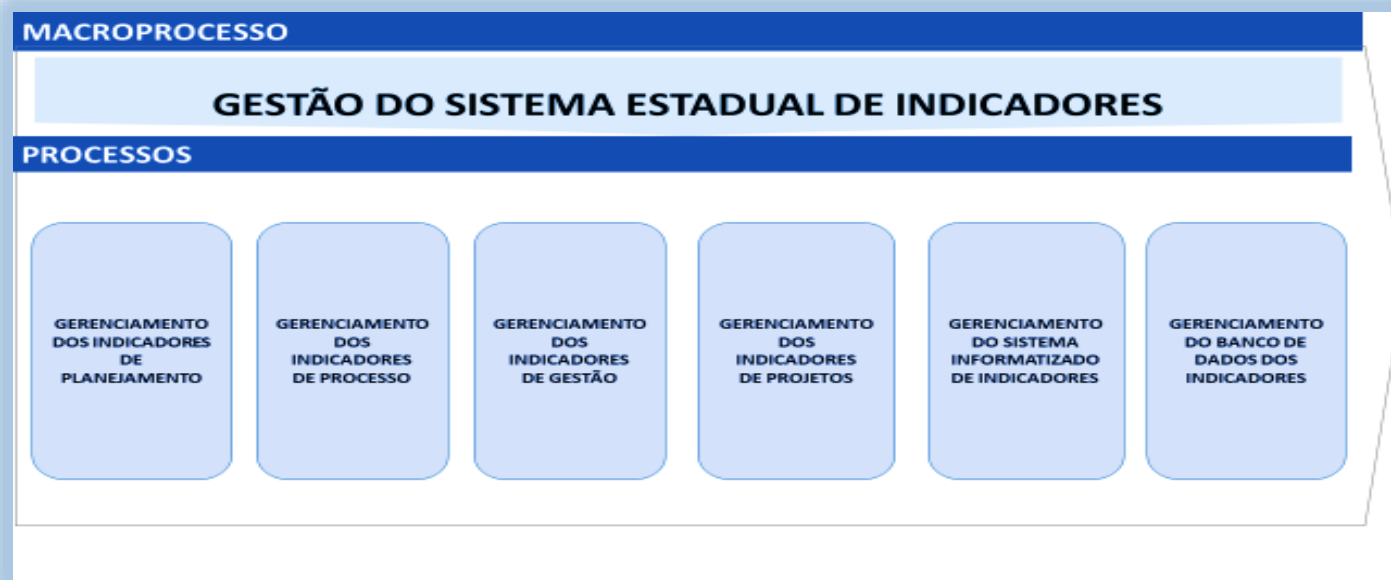 MACROPROCESSO
GESTÃO DO SISTEMA ESTADUAL DE INDICADORES
PROCESSOS
GERENCIAMENTO
DOS INDICADORES
DE
PLANEJAMENTO
GERENCIAMENTO
DOS
INDICADORES
DE PROCESSO
GERENCIAMENTO
DOS
INDICADORES
DE GESTÃO
GERENCIAMENTO
DOS
INDICADORES
DE PROJETOS
GERENCIAMENTO
DO SISTEMA
INFORMATIZADO
DE INDICADORES
GERENCIAMENTO
DO BANCO DE
DADOS DOS
INDICADORES